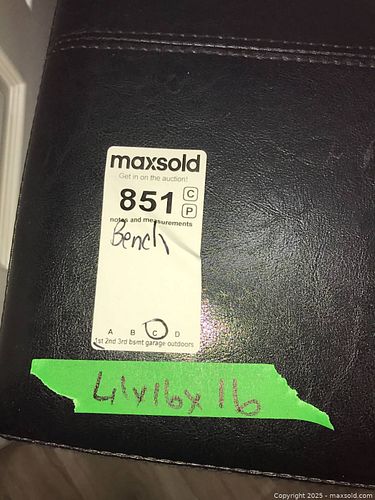 maxsold
Get in on the auction!
851 C
P
notes and measurements
Bench
A B C D
1st 2nd 3rd bsmt garage outdoors
41x16x16
Copyright 2025 - maxsold.com